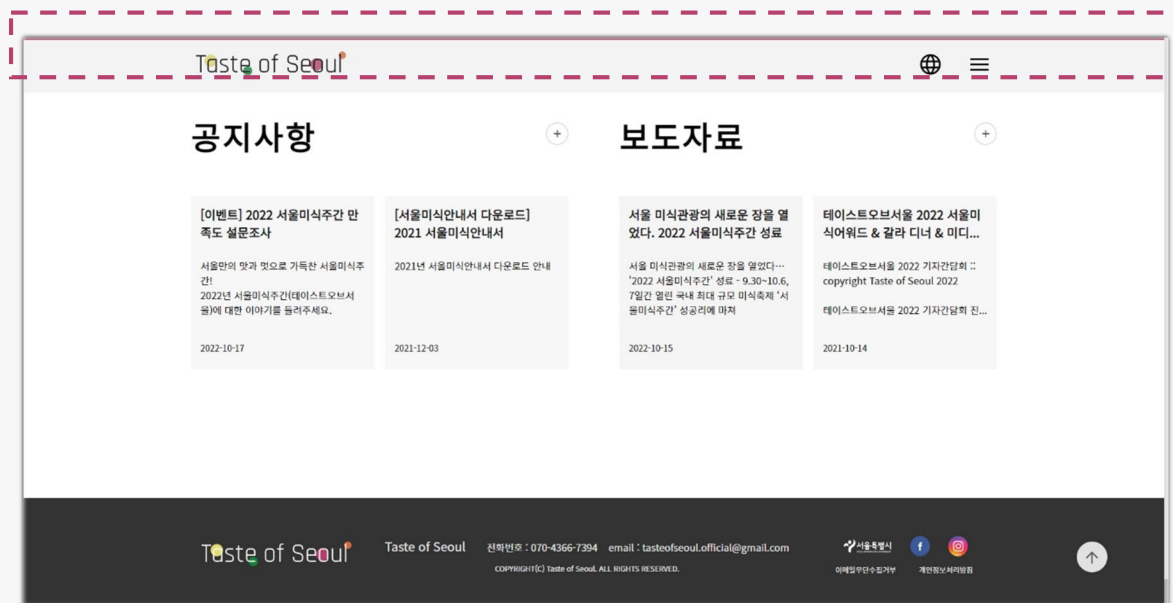 Taste of Seoul
공지사항
보도자료
[이벤트] 2022 서울미식주간 만
족도 설문조사
서울만의 맛과 멋으로 가득찬 서울미식주
간!
2022년 서울미식주간(테이스트오브서
울)에 대한 이야기를 들려주세요.
2022-10-17
[서울미식안내서 다운로드]
2021 서울미식안내서
2021년 서울미식안내서 다운로드 안내
2021-12-03
서울 미식관광의 새로운 장을 열
었다. 2022 서울미식주간 성료
서울 미식관광의 새로운 장을 열었다…
'2022 서울미식주간' 성료 - 9.30~10.6,
7일간 열린 국내 최대 규모 미식축제 '서
울미식주간' 성공리에 마쳐
2022-10-15
테이스트오브서울 2022 서울미
식어워드 & 갈라 디너 & 미디...
테이스트오브서울 2022 기자간담회 ::
copyright Taste of Seoul 2022
테이스트오브서울 2022 기자간담회 진...
2021-10-14
Taste of Seoul
Taste of Seoul 전화번호 : 070-4366-7394 email : tasteofseoul.official@gmail.com
COPYRIGHT(C) Taste of Seoul. ALL RIGHTS RESERVED.
서울특별시
이메일무단수집거부 개인정보처리방침